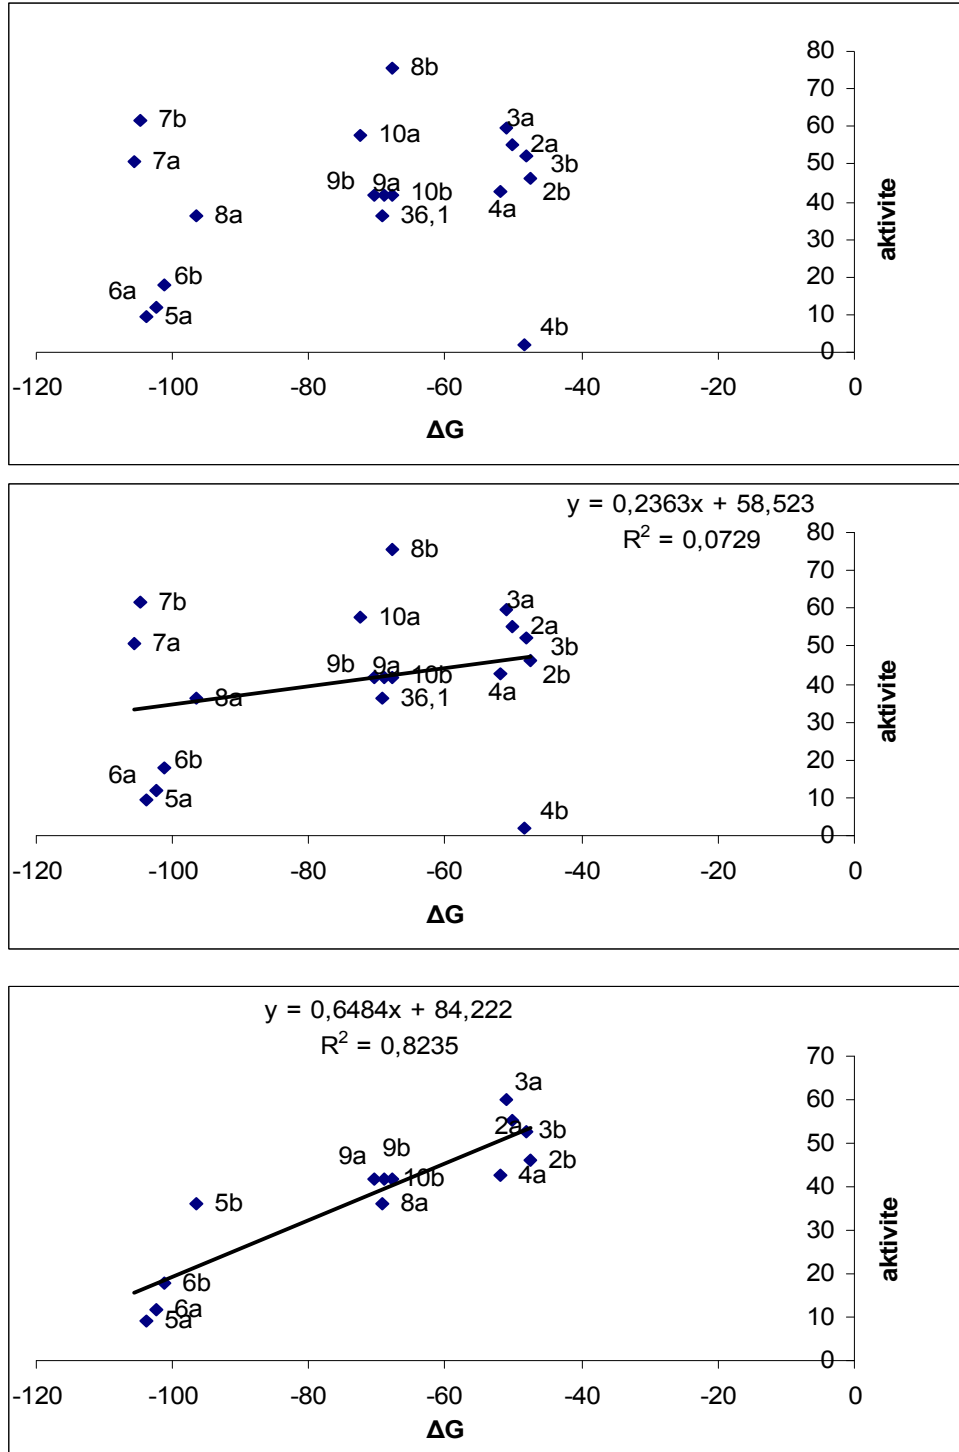 80
8b
70
7b
3a
60
10a
2a
7a
50
3b
9b
9a
10b
2b
40
8a
36,1
4a
30
aktivite
20
6b
6a
10
5a
4b
0
-120
-100
-80
-60
-40
-20
0
ΔG
y = 0,2363x + 58,523
R² = 0,0729
80
8b
70
7b
3a
60
10a
2a
7a
50
3b
9b
9a
10b
2b
40
8a
36,1
4a
30
aktivite
20
6b
6a
10
5a
4b
0
-120
-100
-80
-60
-40
-20
0
ΔG
y = 0,6484x + 84,222
R² = 0,8235
70
3a
60
2a
3b
50
9a
9b
2b
10b
4a
40
5b
8a
30
aktivite
20
6b
6a
10
5a
0
-120
-100
-80
-60
-40
-20
0
ΔG